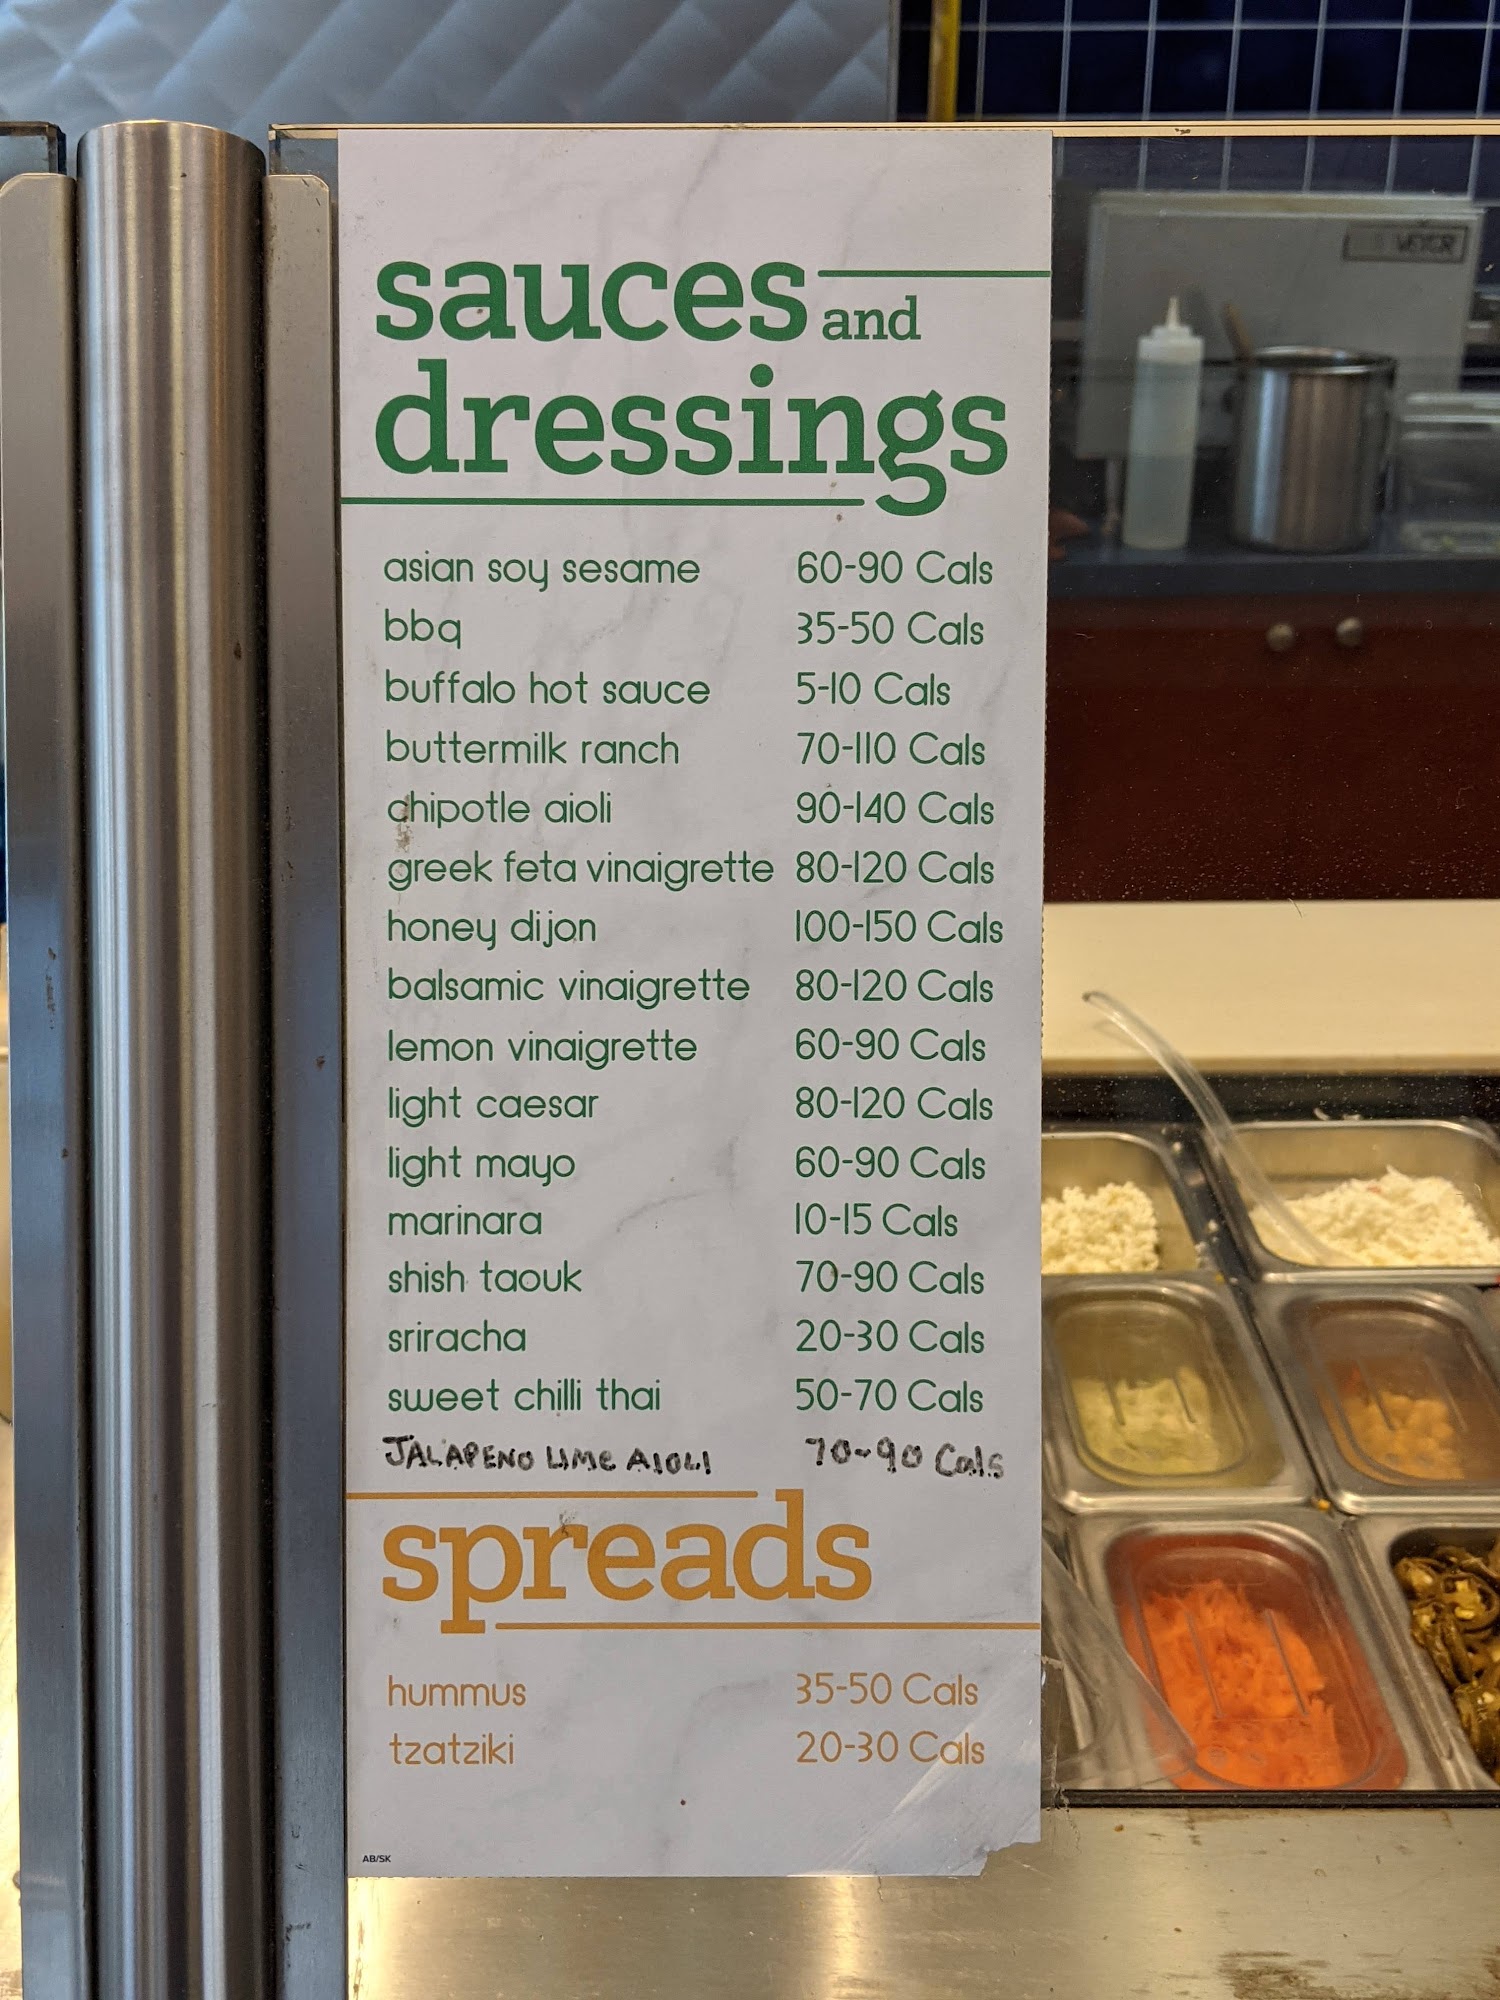 sauces and
dressings
asian soy sesame 60-90 Cals
bbq 35-50 Cals
buffalo hot sauce 5-10 Cals
buttermilk ranch 70-110 Cals
chipotle aioli 90-140 Cals
greek feta vinaigrette 80-120 Cals
honey dijon 100-150 Cals
balsamic vinaigrette 80-120 Cals
lemon vinaigrette 60-90 Cals
light caesar 80-120 Cals
light mayo 60-90 Cals
marinara 10-15 Cals
shish taouk 70-90 Cals
sriracha 20-30 Cals
sweet chilli thai 50-70 Cals
JALAPENO LIME AIOLI 70-90 Cals
spreads
hummus 35-50 Cals
tzatziki 20-30 Cals
AB/SK